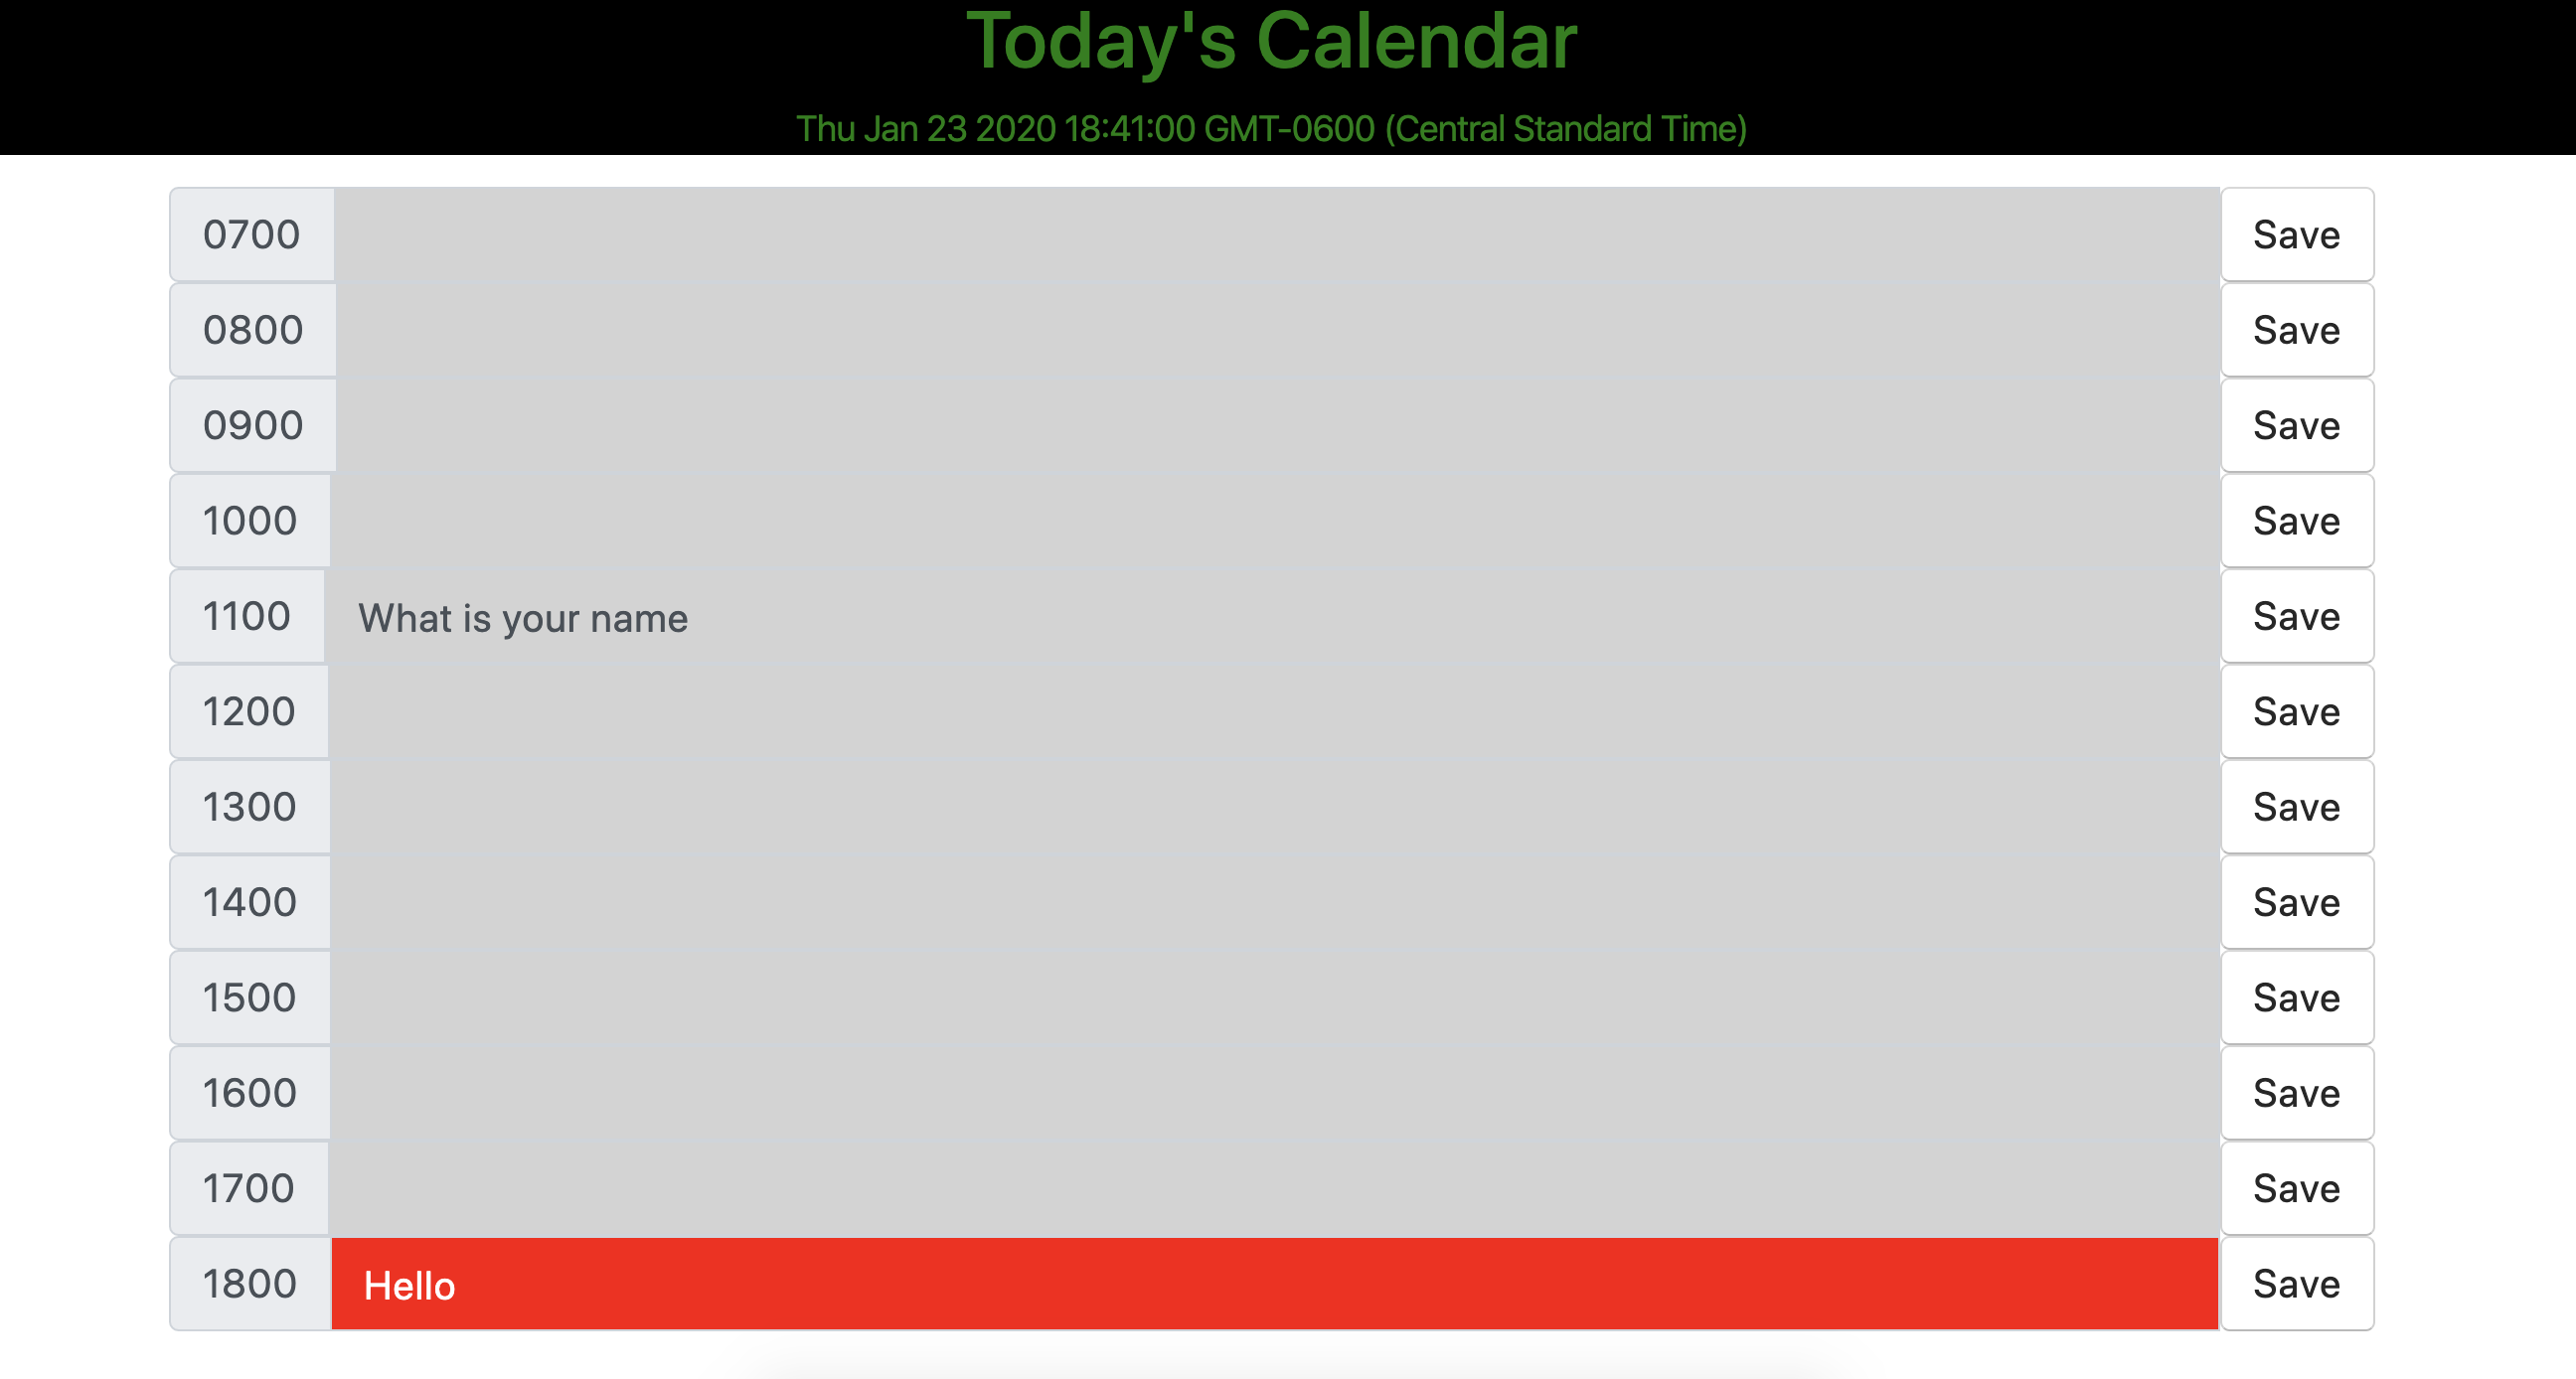 Today's Calendar
Thu Jan 23 2020 18:41:00 GMT-0600 (Central Standard Time)
0700 Save
0800 Save
0900 Save
1000 Save
1100 What is your name Save
1200 Save
1300 Save
1400 Save
1500 Save
1600 Save
1700 Save
1800 Hello Save